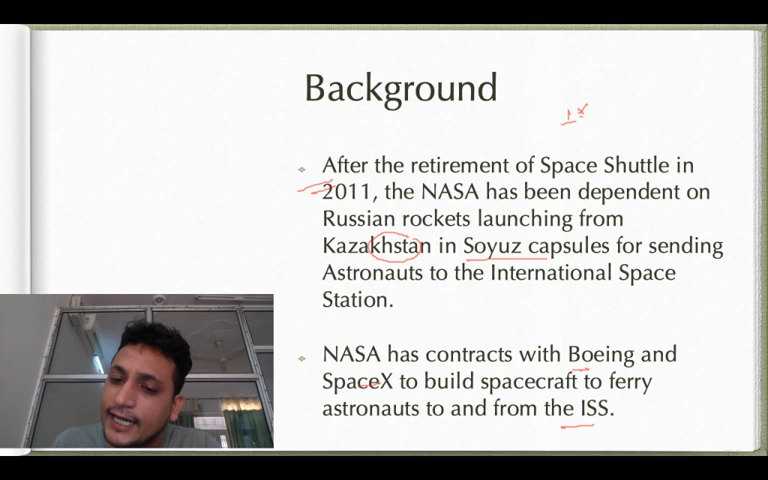 Background
After the retirement of Space Shuttle in
2011, the NASA has been dependent on
Russian rockets launching from
Kazakhstan in Soyuz capsules for sending
Astronauts to the International Space
Station.
NASA has contracts with Boeing and
SpaceX to build spacecraft to ferry
astronauts to and from the ISS.